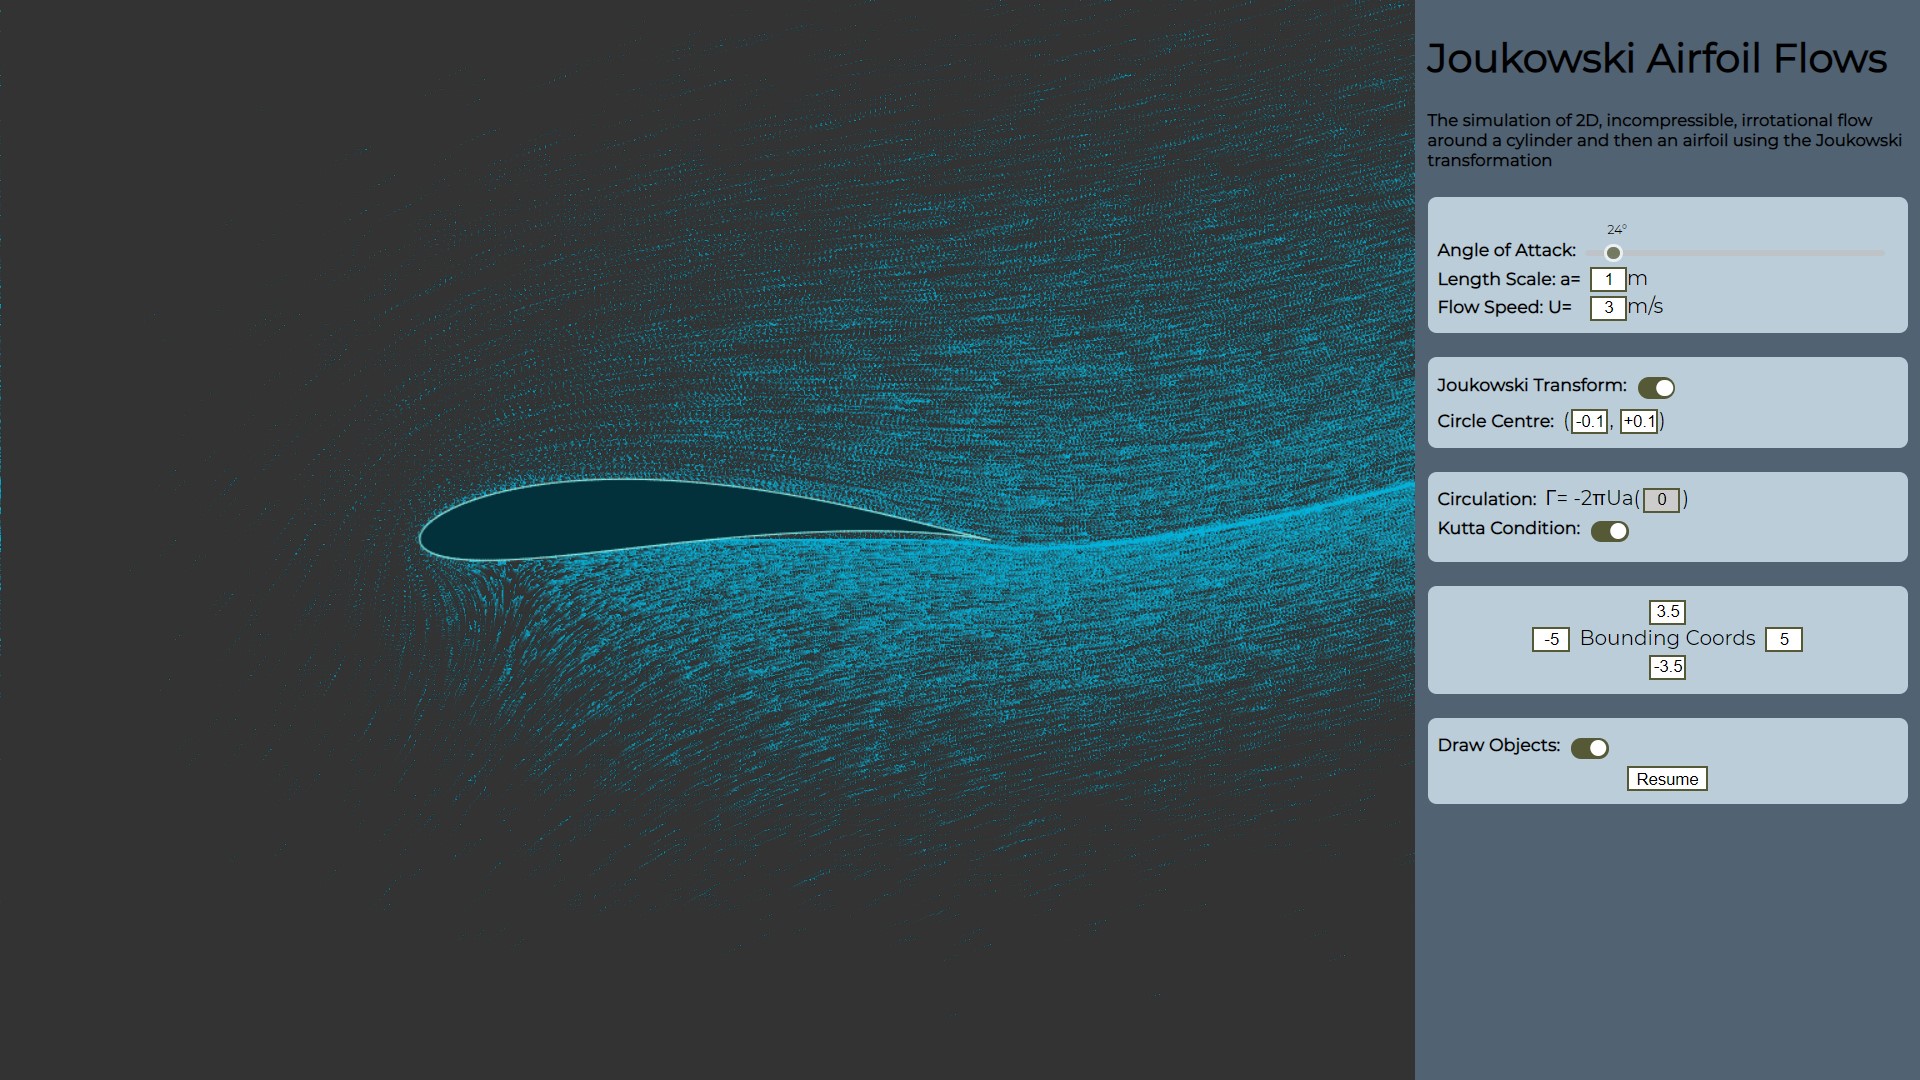 Joukowski Airfoil Flows
The simulation of 2D, incompressible, irrotational flow
around a cylinder and then an airfoil using the Joukowski
transformation
24°
Angle of Attack:
Length Scale: a= 1 m
Flow Speed: U= 3 m/s
Joukowski Transform:
Circle Centre: (-0.1, +0.1)
Circulation: Γ= -2πUa( 0 )
Kutta Condition:
3.5
-5 Bounding Coords 5
-3.5
Draw Objects:
Resume